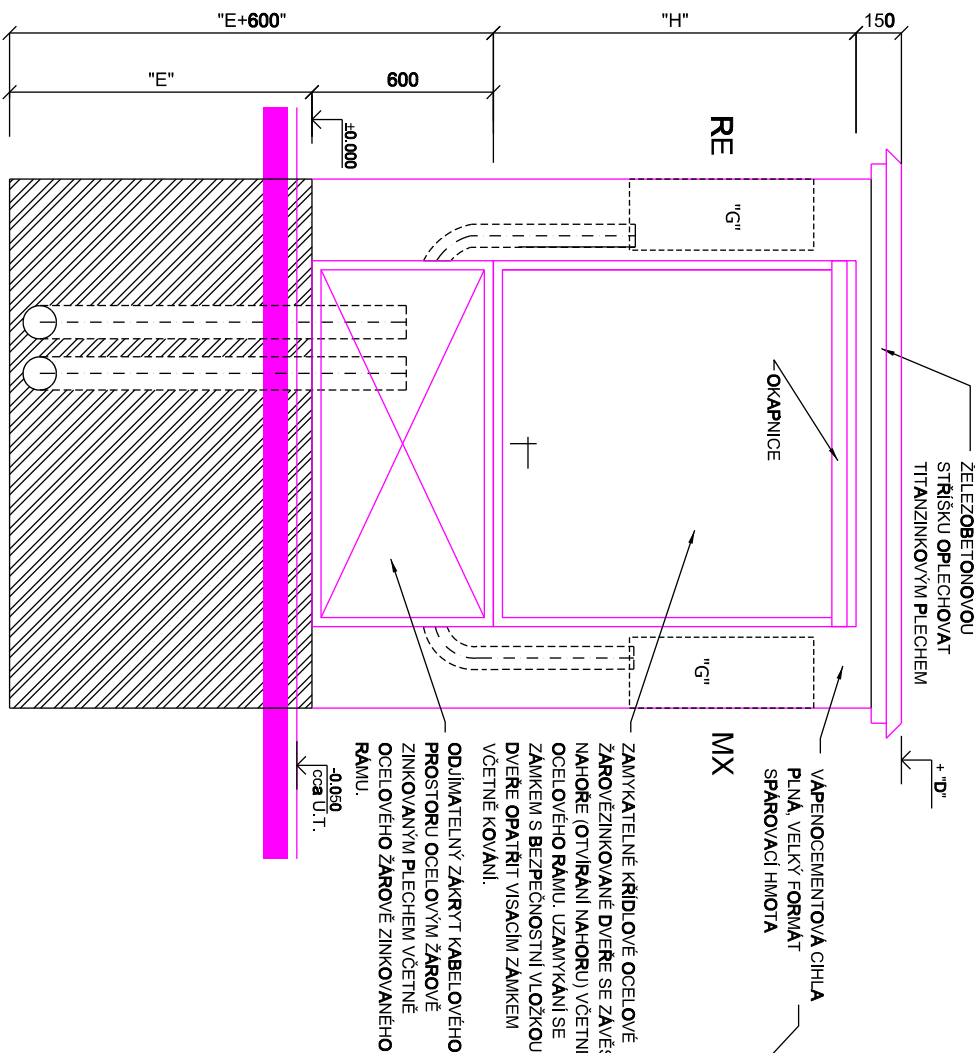 "E+600"
"H"
150
"E"
600
±0.000
RE
"G"
OKAPNICE
ŽELEZOBETONOVOU
STŘÍŠKU OPLECHOVAT
TITANZINKOVÝM PLECHEM
"G"
MX
+ "D"
VÁPENOCEMENTOVÁ CIHLA
PLNÁ, VELKÝ FORMÁT
SPÁROVACÍ HMOTA
ZAMYKATELNÉ KŘÍDLOVÉ OCELOVÉ
ŽÁROVĚZINKOVANÉ DVEŘE SE ZÁVĚS
NAHOŘE (OTVÍRÁNÍ NAHORU) VČETNĚ
OCELOVÉHO RÁMU. UZAMYKÁNÍ SE
ZÁMKEM S BEZPEČNOSTNÍ VLOŽKOU
DVEŘE OPATŘIT VISACÍM ZÁMKEM
VČETNĚ KOVÁNÍ.
ODJÍMATELNÝ ZÁKRYT KABELOVÉHO
PROSTORU OCELOVÝM ŽÁROVĚ
ZINKOVANÝM PLECHEM VČETNĚ
OCELOVÉHO ŽÁROVĚ ZINKOVANÉHO
RÁMU.
-0.050
cca U.T.